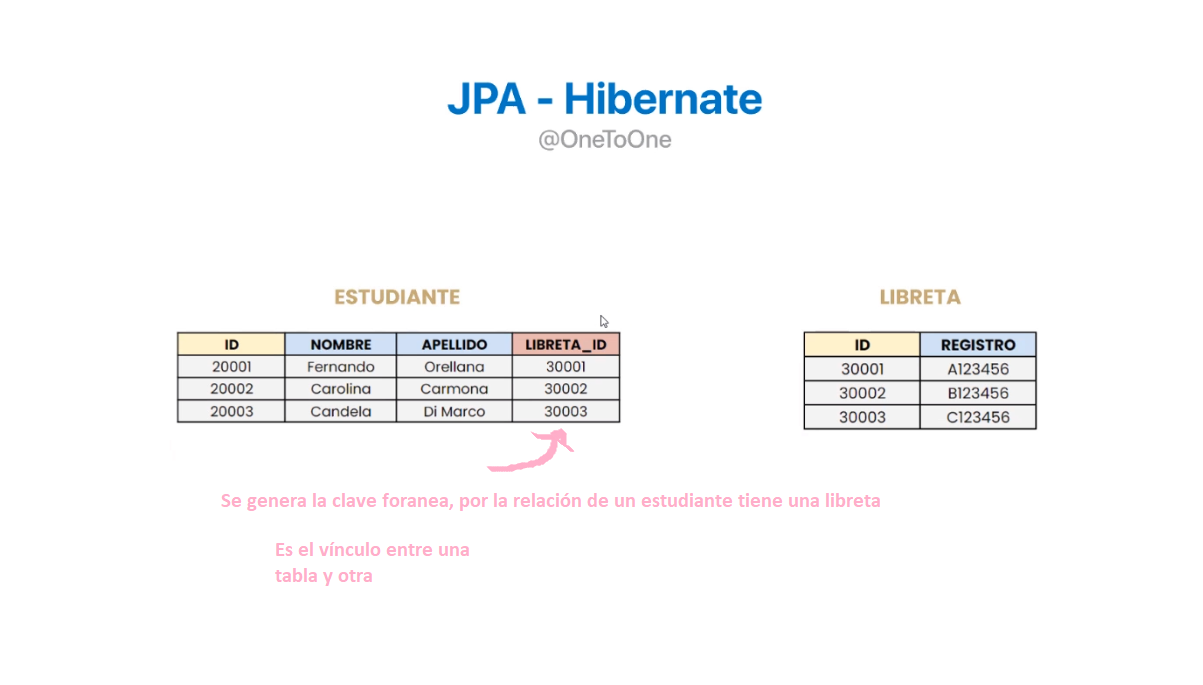 JPA - Hibernate
@OneToOne
ESTUDIANTE
ID NOMBRE APELLIDO LIBRETA_ID
20001 Fernando Orellana 30001
20002 Carolina Carmona 30002
20003 Candela Di Marco 30003
LIBRETA
ID REGISTRO
30001 A123456
30002 B123456
30003 C123456
Se genera la clave foranea, por la relación de un estudiante tiene una libreta
Es el vínculo entre una
tabla y otra